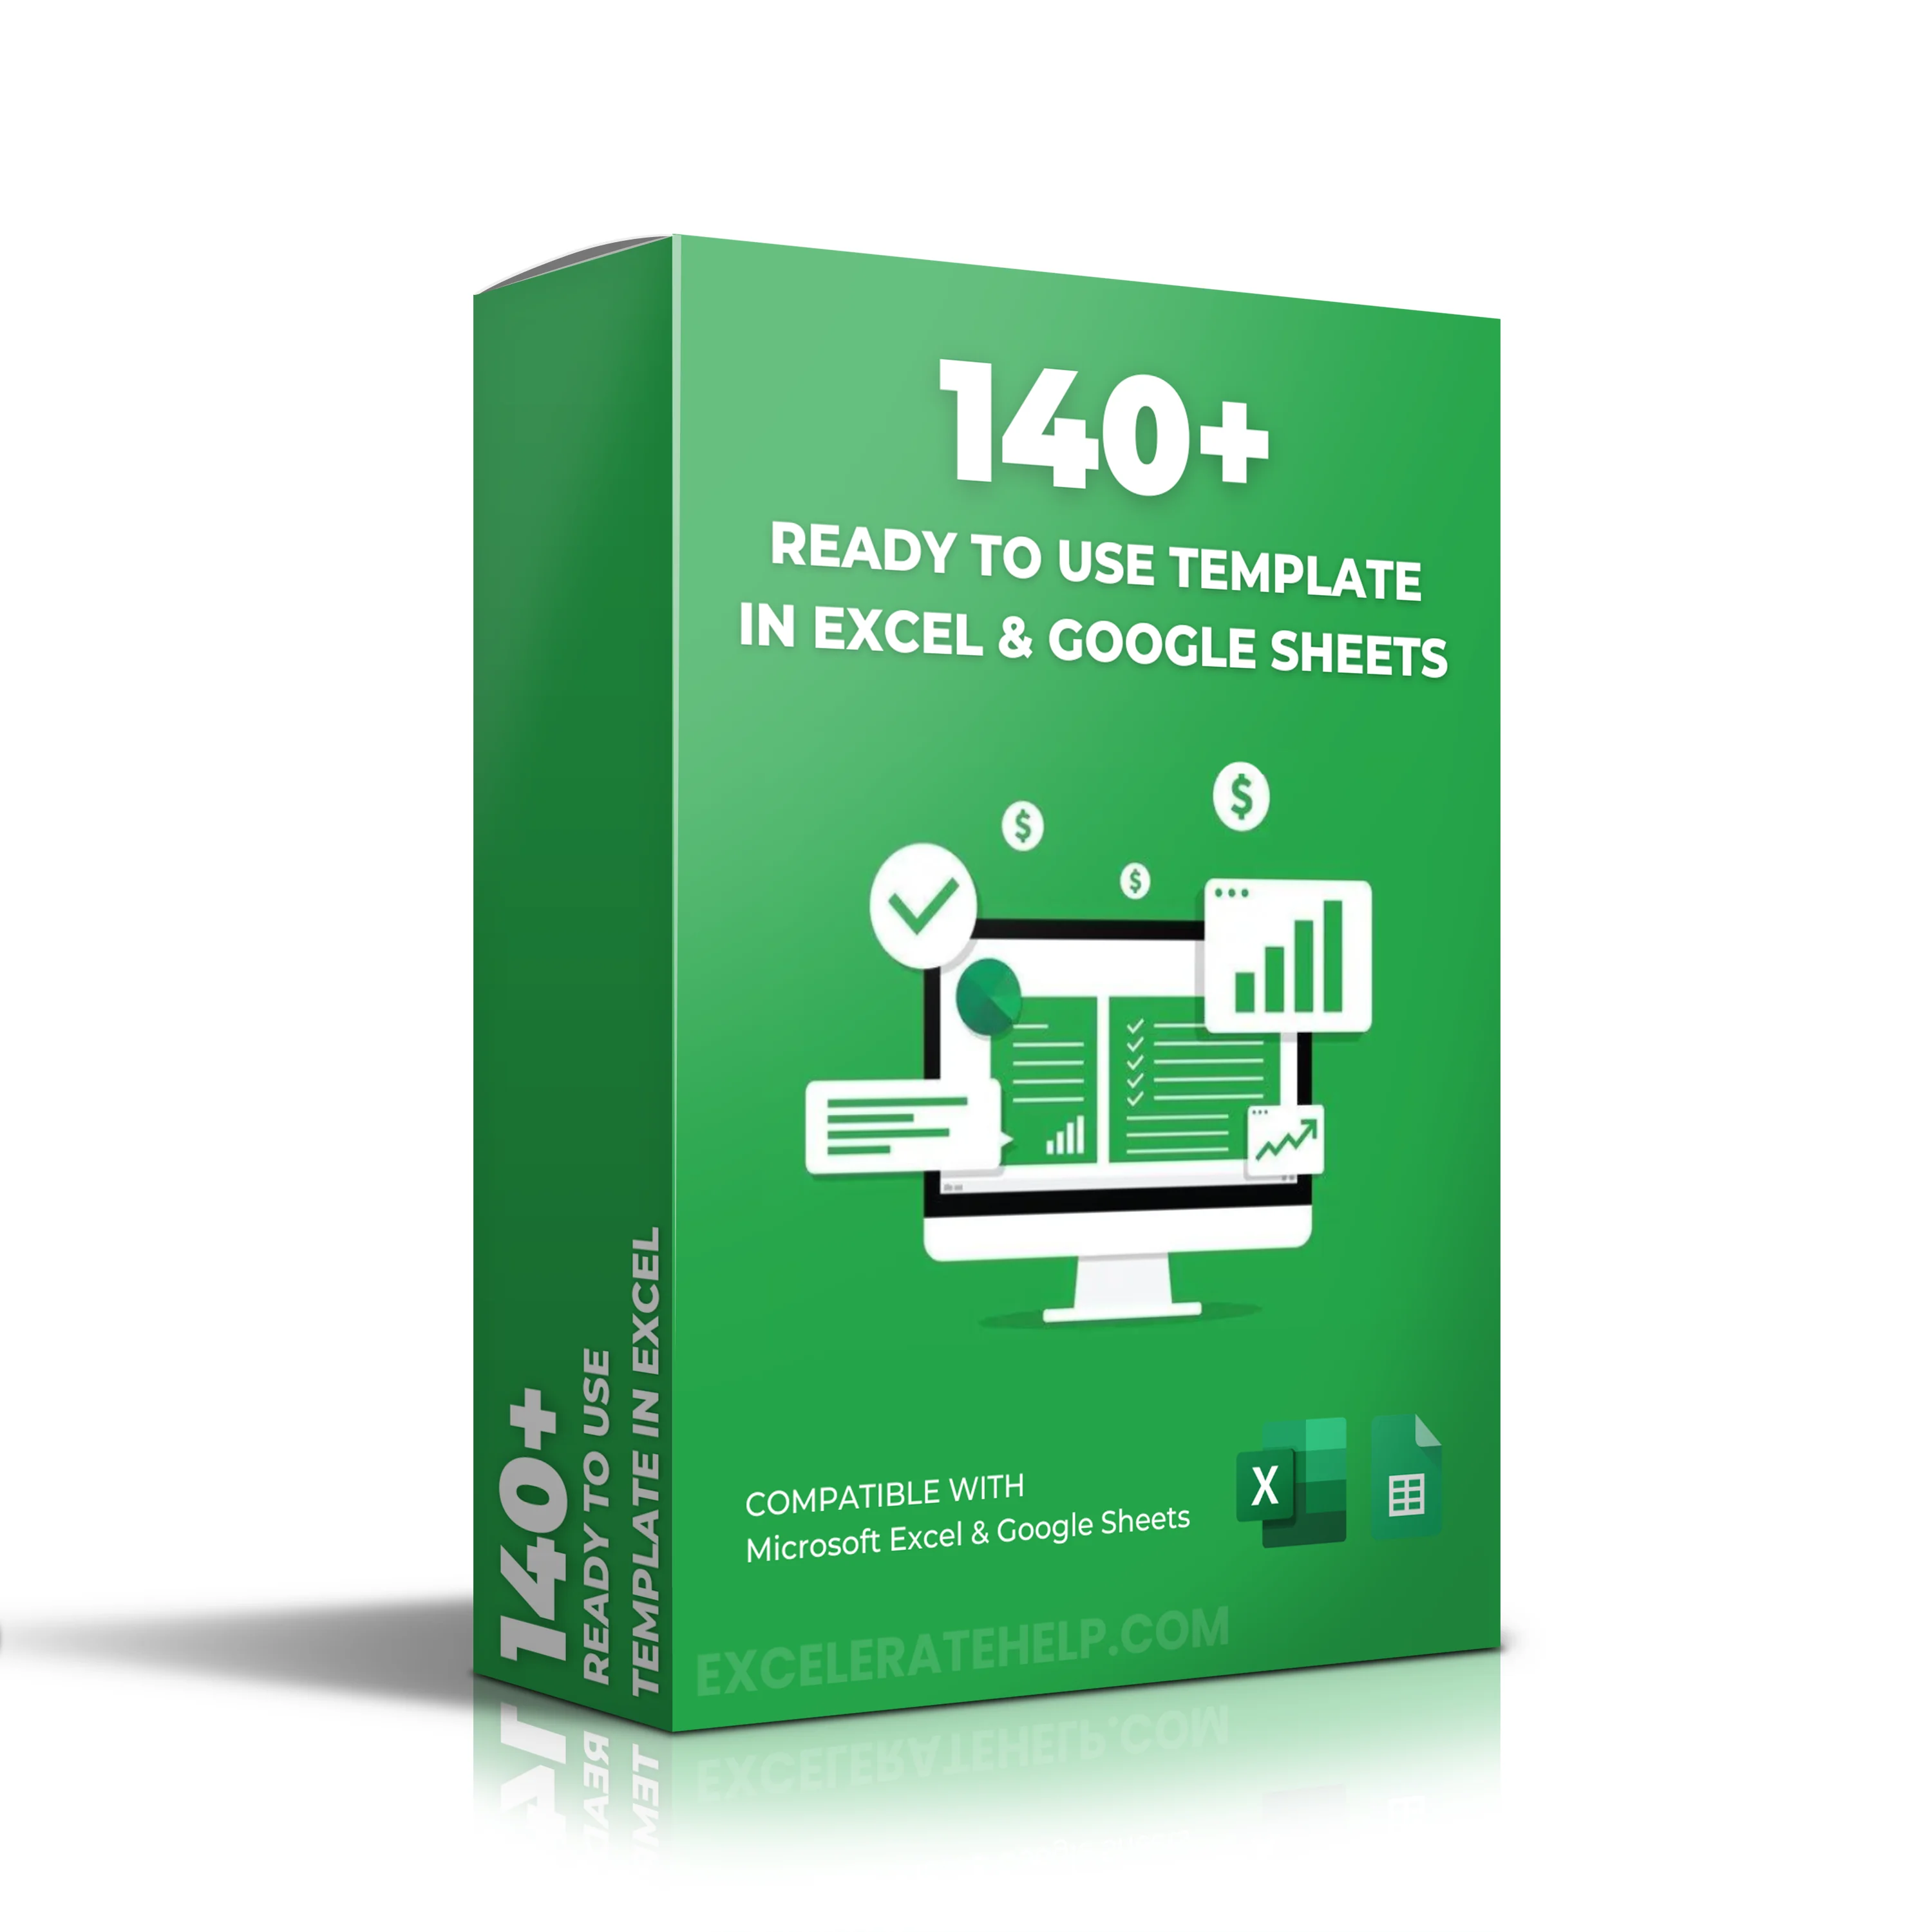 140+
READY TO USE TEMPLATE
IN EXCEL & GOOGLE SHEETS
$
$
$
COMPATIBLE WITH
Microsoft Excel & Google Sheets
X
EXCELERATEHELP.COM
140+
READY TO USE
TEMPLATE IN EXCEL